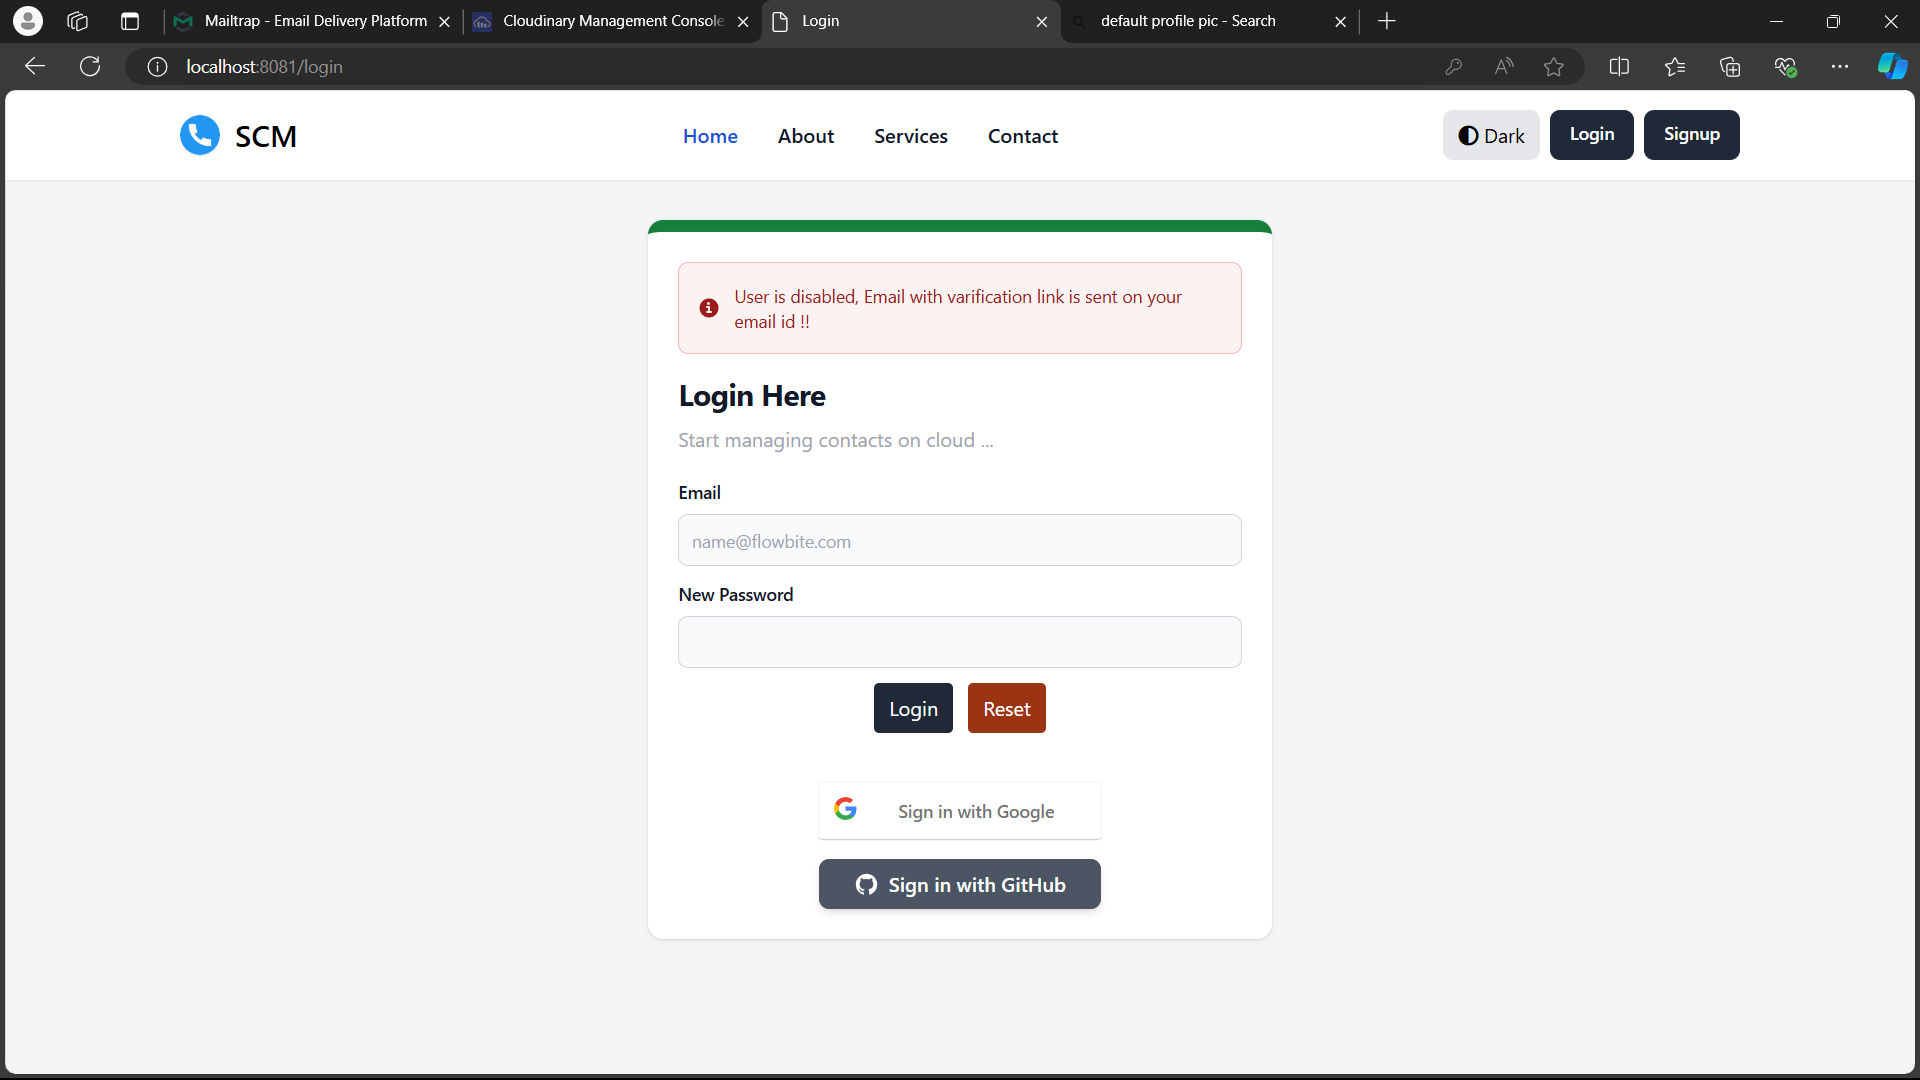 Mailtrap - Email Delivery Platform
Cloudinary Management Console
Login
default profile pic - Search
localhost:8081/login
SCM
Home
About
Services
Contact
Dark
Login
Signup
User is disabled, Email with varification link is sent on your
email id !!
Login Here
Start managing contacts on cloud ...
Email
name@flowbite.com
New Password
Login
Reset
Sign in with Google
Sign in with GitHub